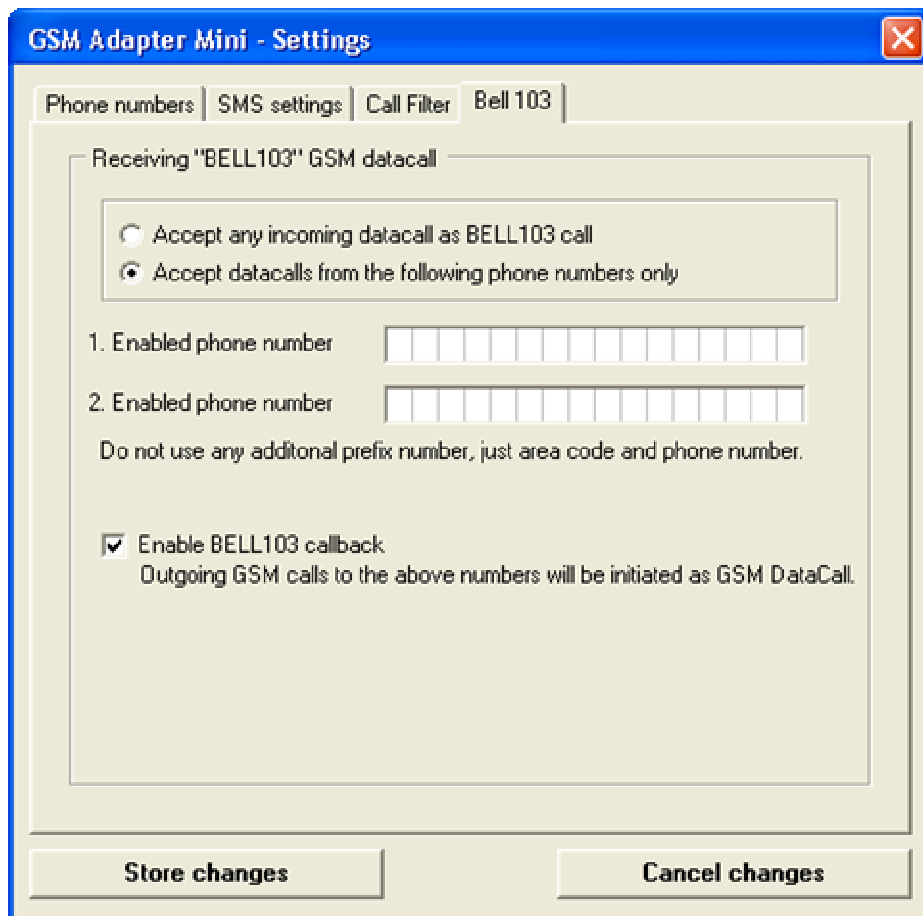 GSM Adapter Mini - Settings
Phone numbers SMS settings Call Filter Bell 103
Receiving "BELL103" GSM datacall
Accept any incoming datacall as BELL103 call
Accept datacalls from the following phone numbers only
1. Enabled phone number
2. Enabled phone number
Do not use any additonal prefix number, just area code and phone number.
Enable BELL103 callback
Outgoing GSM calls to the above numbers will be initiated as GSM DataCall.
Store changes Cancel changes